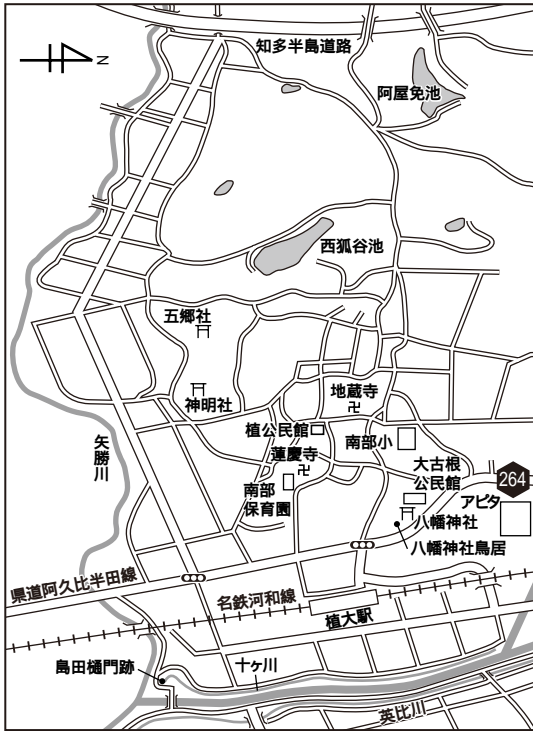 知多半島道路
N
阿屋免池
西狐谷池
五郷社
神明社
地蔵寺
植公民館
蓮慶寺
南部小
矢勝川
南部
保育園
大古根
公民館
264
アピタ
八幡神社
八幡神社鳥居
県道阿久比半田線
名鉄河和線
植大駅
島田樋門跡
十ヶ川
英比川